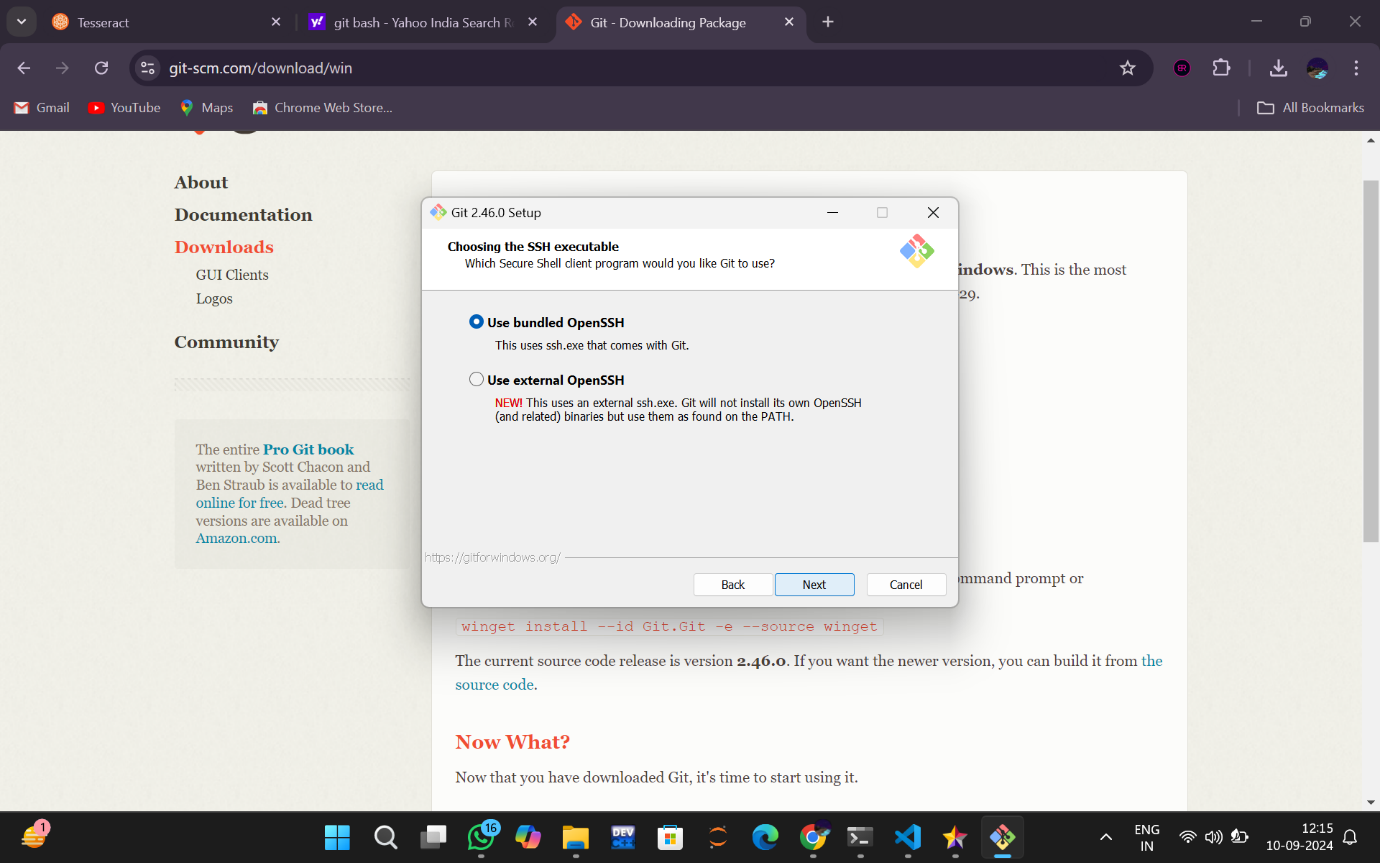 Tesseract
git bash - Yahoo India Search R
Git - Downloading Package
git-scm.com/download/win
Gmail
YouTube
Maps
Chrome Web Store...
All Bookmarks
About
Documentation
Downloads
GUI Clients
Logos
Community
The entire Pro Git book
written by Scott Chacon and
Ben Straub is available to read
online for free. Dead tree
versions are available on
Amazon.com.
Git 2.46.0 Setup
Choosing the SSH executable
Which Secure Shell client program would you like Git to use?
Use bundled OpenSSH
This uses ssh.exe that comes with Git.
Use external OpenSSH
NEW! This uses an external ssh.exe. Git will not install its own OpenSSH
(and related) binaries but use them as found on the PATH.
https://gitforwindows.org/
Back
Next
Cancel
indows. This is the most
29.
mmand prompt or
winget install --id Git.Git -e --source winget
The current source code release is version 2.46.0. If you want the newer version, you can build it from the
source code.
Now What?
Now that you have downloaded Git, it's time to start using it.
1
16
DEV
ENG
IN
12:15
10-09-2024